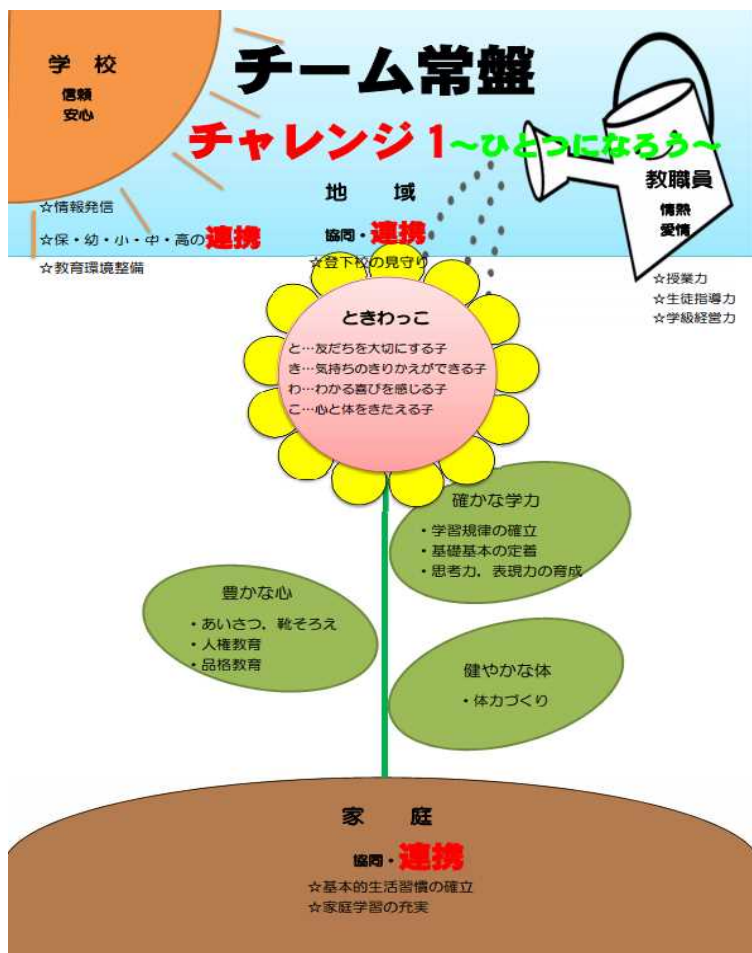 チーム常盤
チャレンジ1～ひとつになろう～
学　校
信頼
安心
☆情報発信
☆保・幼・小・中・高の連携
☆教育環境整備
地　域
協同・連携
☆登下校の見守り
教職員
情熱
愛情
☆授業力
☆生徒指導力
☆学級経営力
ときわっこ
と…友だちを大切にする子
き…気持ちのきりかえができる子
わ…わかる喜びを感じる子
こ…心と体をきたえる子
確かな学力
・学習規律の確立
・基礎基本の定着
・思考力，表現力の育成
豊かな心
・あいさつ，靴そろえ
・人権教育
・品格教育
健やかな体
・体力づくり
家　庭
協同・連携
☆基本的生活習慣の確立
☆家庭学習の充実